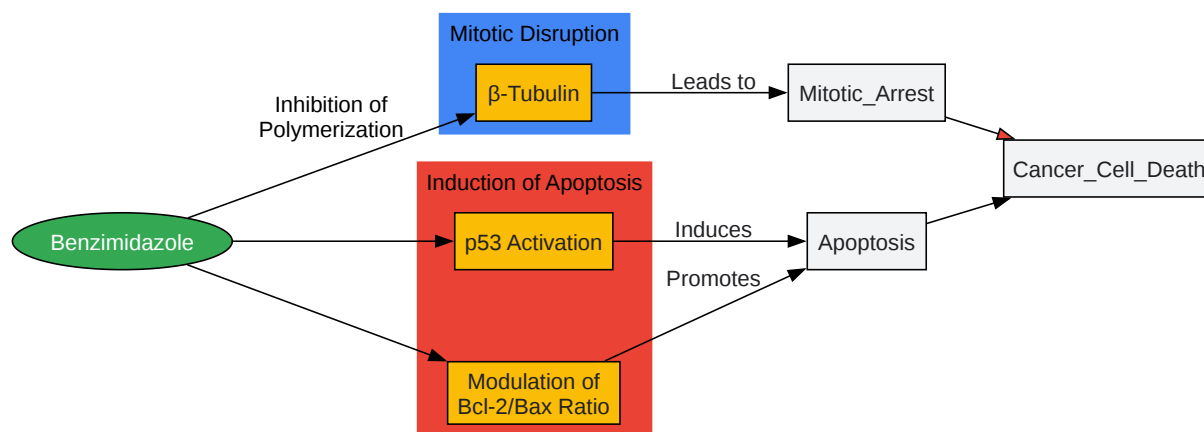 Mitotic Disruption
β-Tubulin
Leads to
Mitotic_Arrest
Inhibition of
Polymerization
Cancer_Cell_Death
Induction of Apoptosis
Benzimidazole
p53 Activation
Induces
Apoptosis
Promotes
Modulation of
Bcl-2/Bax Ratio